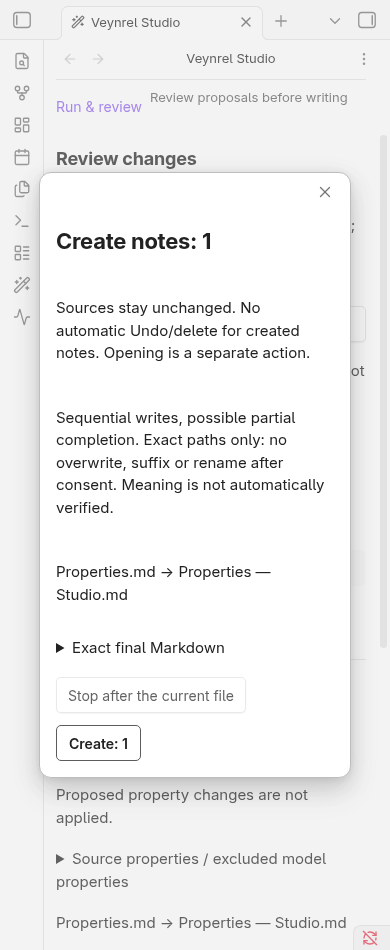 Veynrel Studio
Veynrel Studio
Run & review
Review proposals before writing
Review changes
;
ot
Create notes: 1
Sources stay unchanged. No
automatic Undo/delete for created
notes. Opening is a separate action.
Sequential writes, possible partial
completion. Exact paths only: no
overwrite, suffix or rename after
consent. Meaning is not automatically
verified.
Properties.md → Properties —
Studio.md
Exact final Markdown
Stop after the current file
Create: 1
Proposed property changes are not
applied.
Source properties / excluded model
properties
Properties.md → Properties — Studio.md